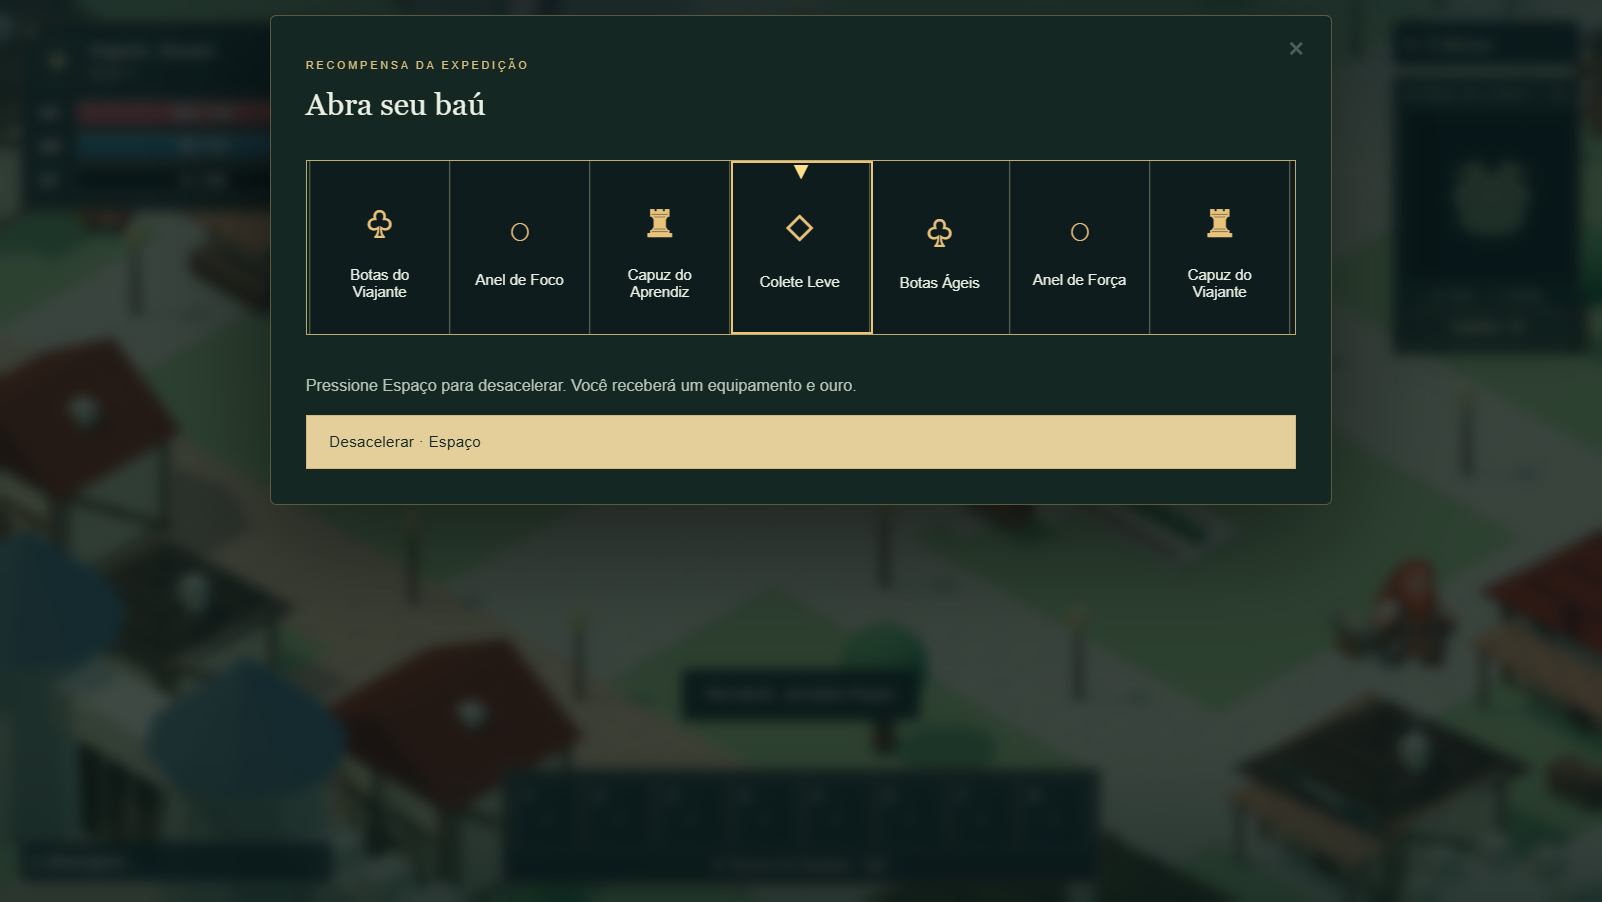 RECOMPENSA DA EXPEDIÇÃO
Abra seu baú
Botas do
Viajante
Anel de Foco
Capuz do
Aprendiz
Colete Leve
Botas Ágeis
Anel de Força
Capuz do
Viajante
Pressione Espaço para desacelerar. Você receberá um equipamento e ouro.
Desacelerar · Espaço